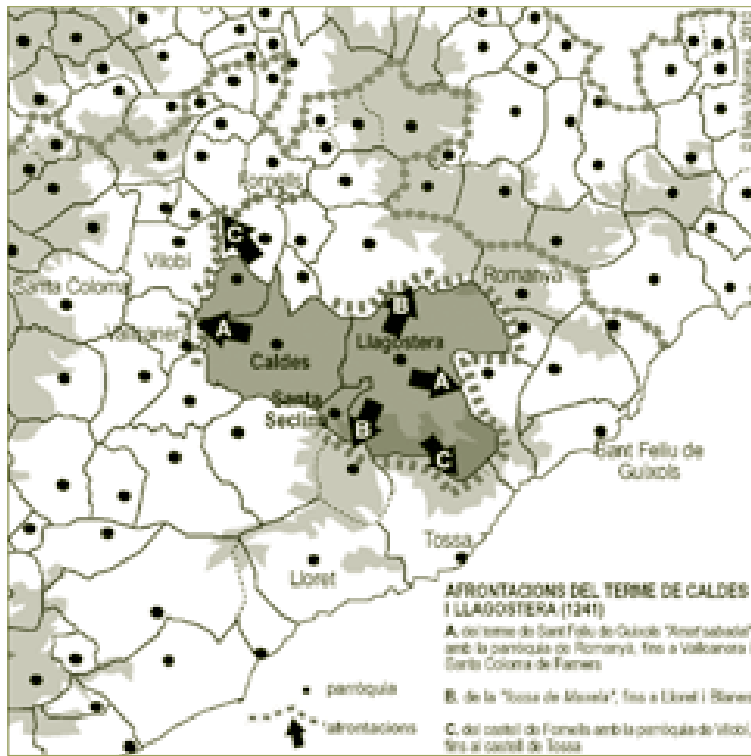 Fornells
Vilobí
Santa Coloma
Romanyà
Vallcanera
Caldes
Llagostera
Santa
Seclina
Sant Feliu de
Guíxols
Tossa
Lloret
C
A
B
A
B
C
AFRONTACIONS DEL TERME DE CALDES
I LLAGOSTERA (1241)
A. del terme de Sant Feliu de Guíxols
amb la parròquia de Romanyà, fins a Vallcanera i
Santa Coloma de Farners
B. de la "fossa de", fins a Lloret i Blanes
C. del castell de Fornells amb la parròquia de Vilobí,
fins al castell de Tossa
parròquia
afrontacions